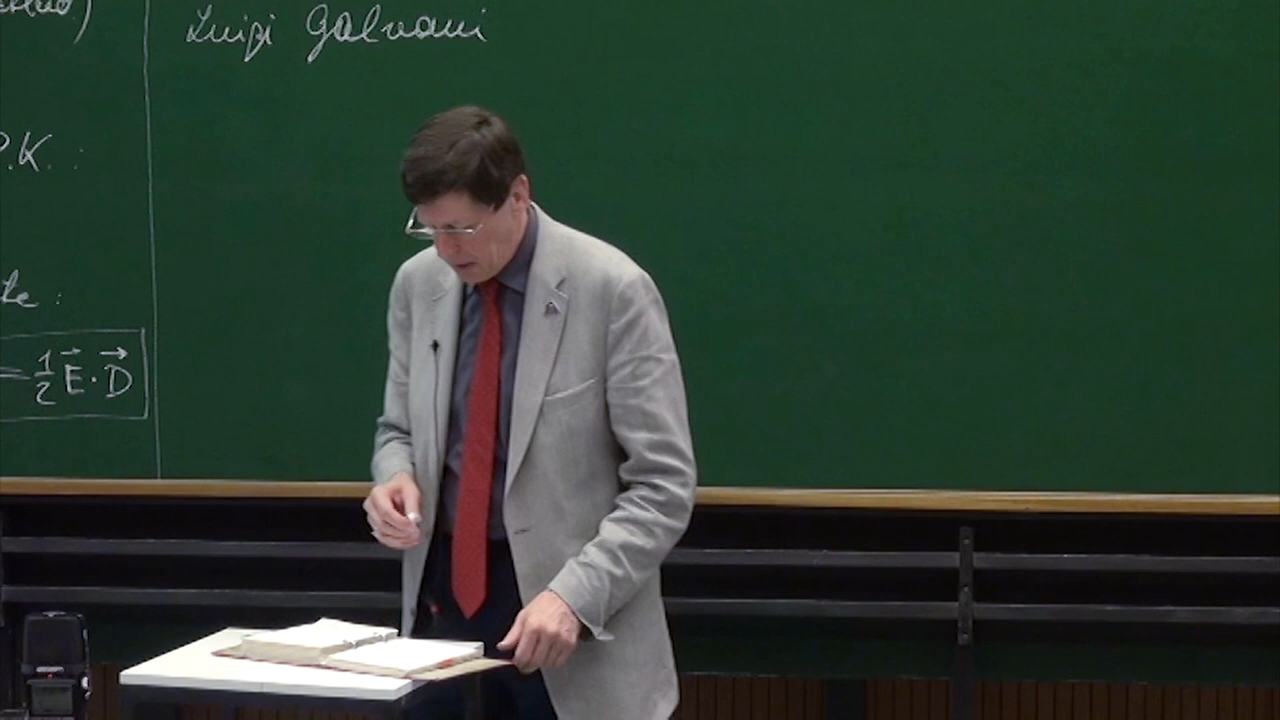 Luigi Galvani
P.K. :
te :
= 1/2 E⃗ · D⃗